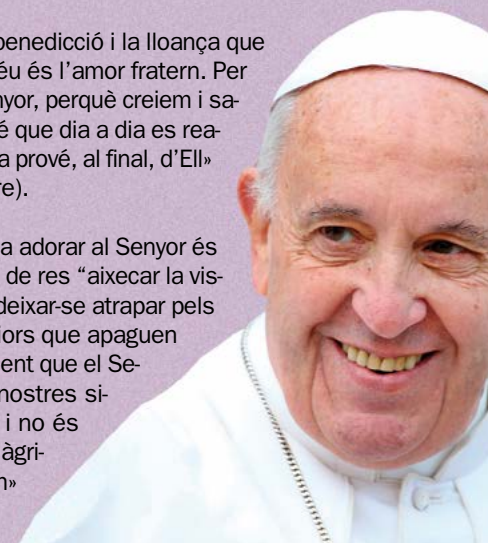 benedicció i la lloança que
éu és l’amor fratern. Per
nyor, perquè creiem i sa-
é que dia a dia es rea-
a prové, al final, d’Ell»
re).
a adorar al Senyor és
de res “aixecar la vis-
deixar-se atrapar pels
iors que apaguen
ent que el Se-
nostres si-
i no és
àgri-
n»